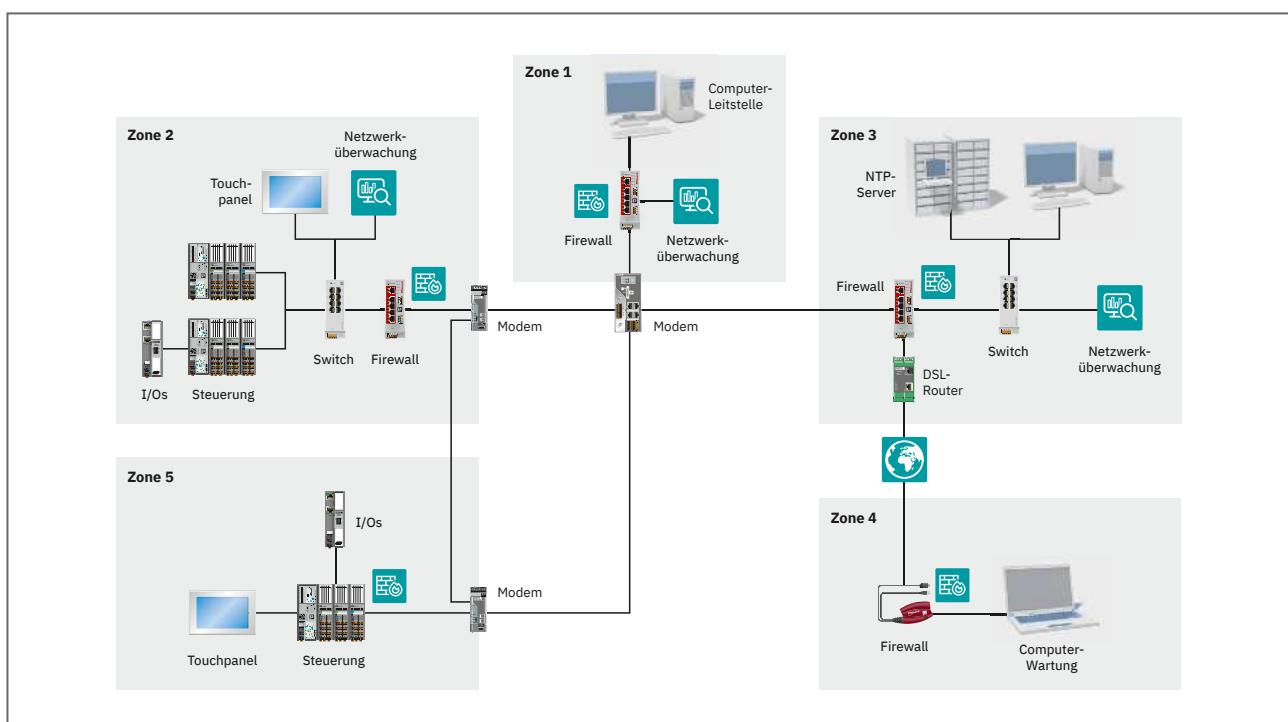 Zone 1
Computer-
Leitstelle
Firewall
Netzwerk-
überwachung
Zone 2
Netzwerk-
überwachung
Touch-
panel
Switch
Firewall
I/Os
Steuerung
Modem
Modem
Zone 3
NTP-
Server
Firewall
Switch
Netzwerk-
überwachung
DSL-
Router
Zone 5
I/Os
Modem
Touchpanel
Steuerung
Zone 4
Firewall
Computer-
Wartung